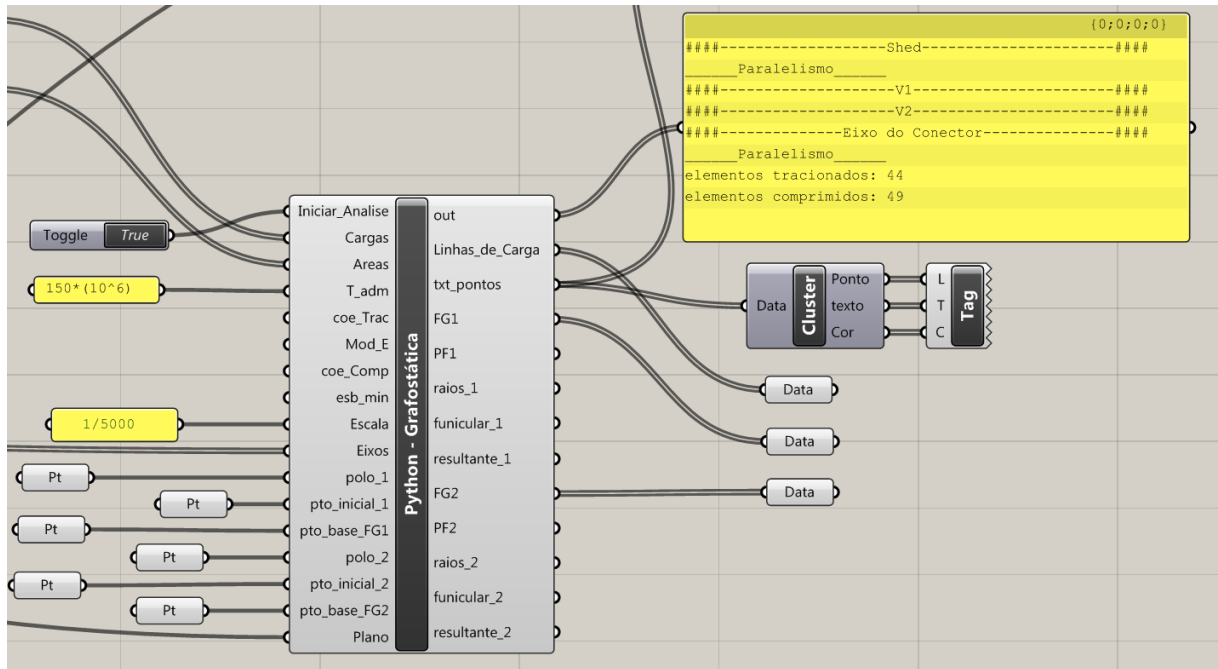 {0;0;0;0}
####-------------------Shed----------------------####
______Paralelismo______
####--------------------V1-----------------------####
####--------------------V2-----------------------####
####--------------Eixo do Conector---------------####
______Paralelismo______
elementos tracionados: 44
elementos comprimidos: 49
Toggle True
150*(10^6)
1/5000
Pt
Pt
Pt
Pt
Pt
Pt
Iniciar_Analise
Cargas
Areas
T_adm
coe_Trac
Mod_E
coe_Comp
esb_min
Escala
Eixos
polo_1
pto_inicial_1
pto_base_FG1
polo_2
pto_inicial_2
pto_base_FG2
Plano
Python - Grafostática
out
Linhas_de_Carga
txt_pontos
FG1
PF1
raios_1
funicular_1
resultante_1
FG2
PF2
raios_2
funicular_2
resultante_2
Data
Cluster
Ponto
texto
Cor
L
T
C
Tag
Data
Data
Data